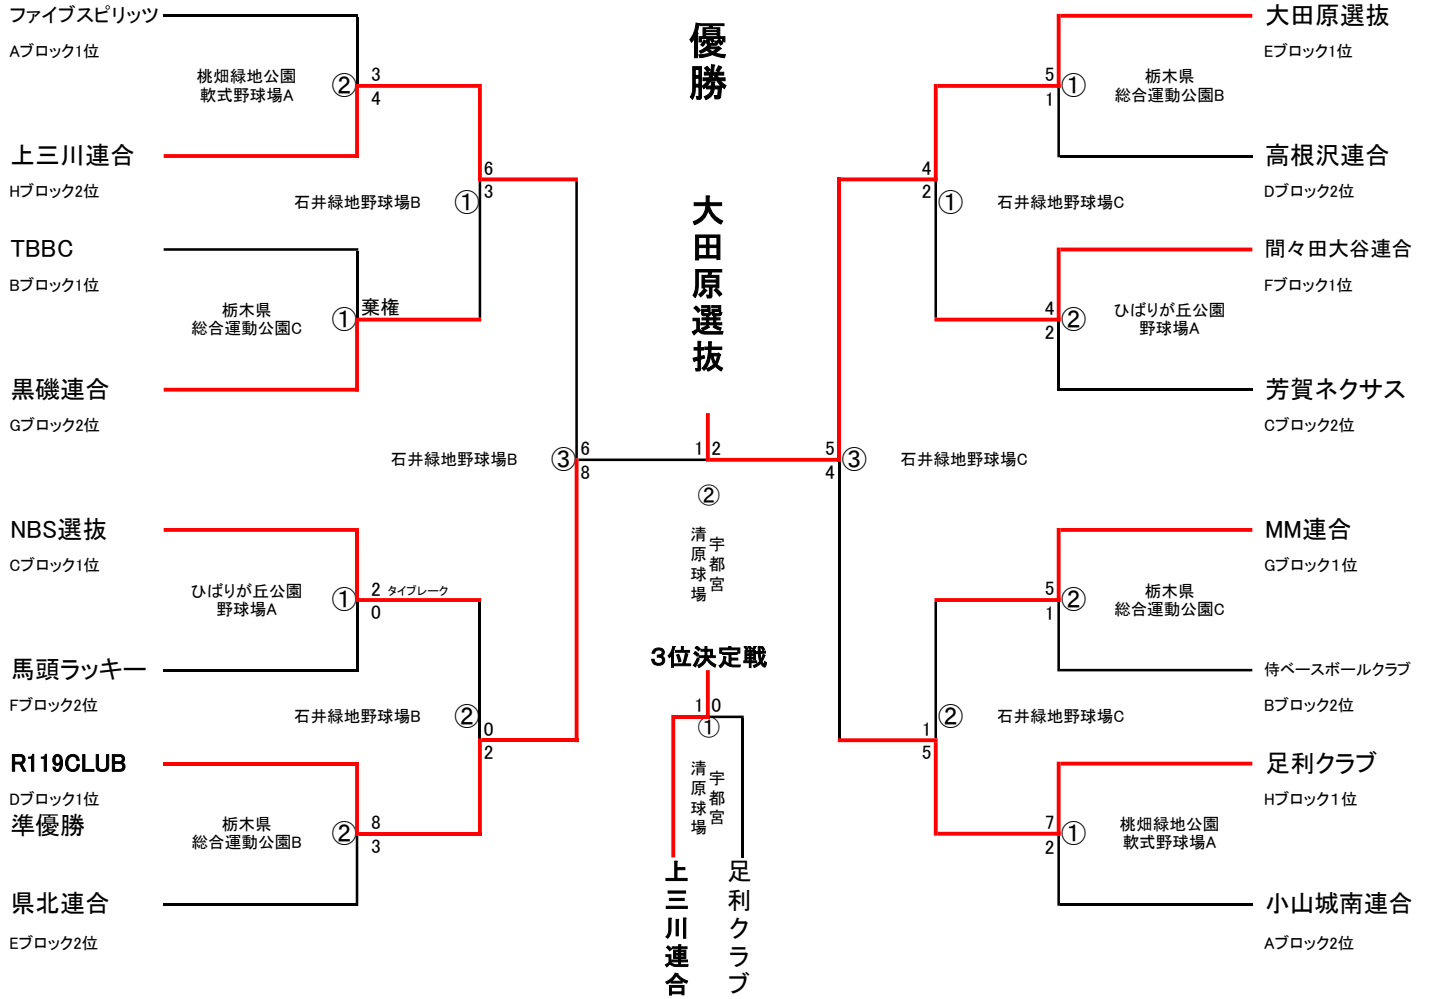 ファイブスピリッツ
Aブロック1位
桃畑緑地公園
軟式野球場A
②
3
4
上三川連合
Hブロック2位
石井緑地野球場B
①
6
3
TBBC
Bブロック1位
栃木県
総合運動公園C
①
棄権
黒磯連合
Gブロック2位
石井緑地野球場B
③
6
8
NBS選抜
Cブロック1位
ひばりが丘公園
野球場A
①
2 タイブレーク
0
馬頭ラッキー
Fブロック2位
石井緑地野球場B
②
0
2
R119CLUB
Dブロック1位
準優勝
栃木県
総合運動公園B
②
8
3
県北連合
Eブロック2位
優勝
大田原選抜
1 2
②
宇都宮
清原球場
3位決定戦
1 0
①
宇都宮
清原球場
上三川連合
足利クラブ
大田原選抜
Eブロック1位
5
1
①
栃木県
総合運動公園B
高根沢連合
Dブロック2位
4
2
①
石井緑地野球場C
間々田大谷連合
Fブロック1位
4
2
②
ひばりが丘公園
野球場A
芳賀ネクサス
Cブロック2位
5
4
③
石井緑地野球場C
MM連合
Gブロック1位
5
1
②
栃木県
総合運動公園C
侍ベースボールクラブ
Bブロック2位
1
5
②
石井緑地野球場C
足利クラブ
Hブロック1位
7
2
①
桃畑緑地公園
軟式野球場A
小山城南連合
Aブロック2位